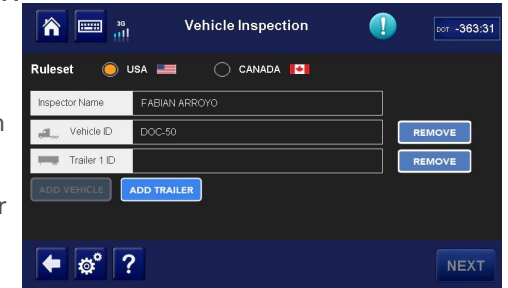 3G
Vehicle Inspection
!
DOT -363:31
Ruleset USA CANADA
Inspector Name FABIAN ARROYO
Vehicle ID DOC-50 REMOVE
Trailer 1 ID REMOVE
ADD VEHICLE ADD TRAILER
? NEXT